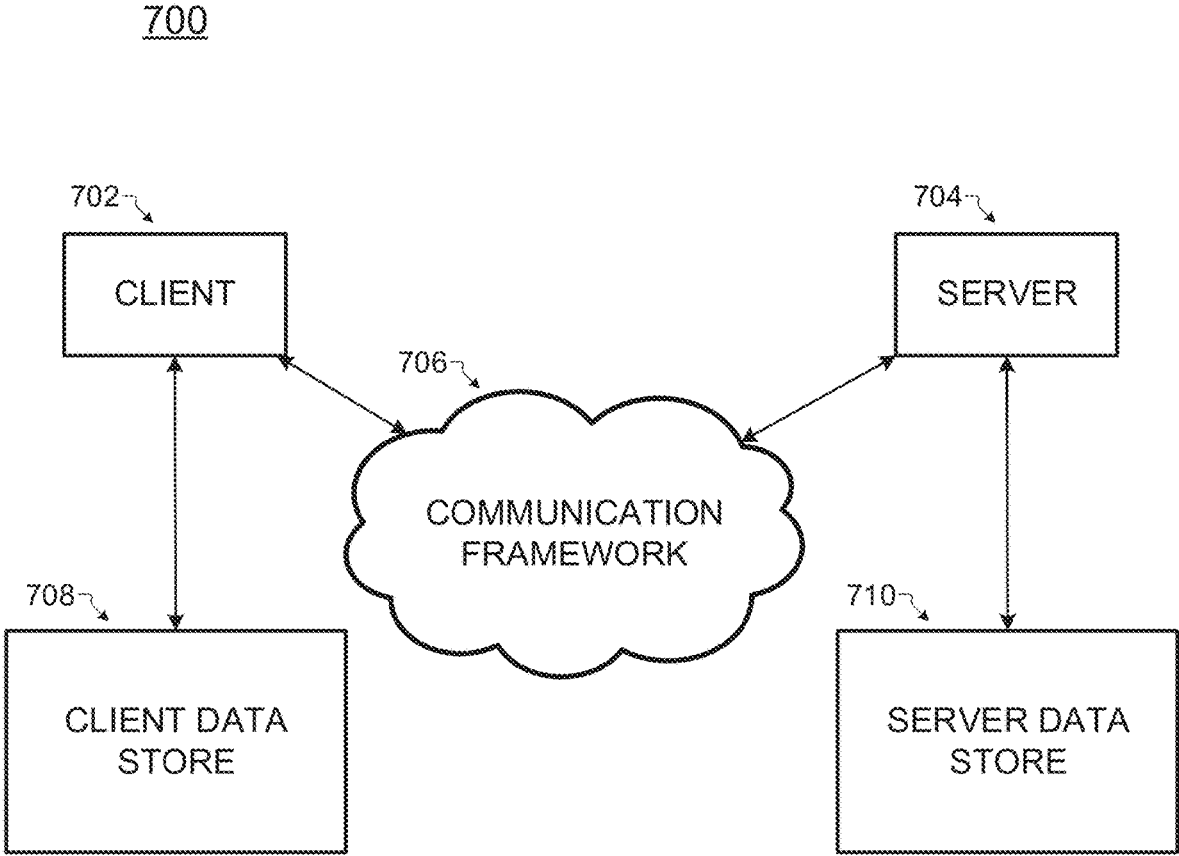 700
702
704
CLIENT
SERVER
706
COMMUNICATION
FRAMEWORK
708
710
CLIENT DATA
STORE
SERVER DATA
STORE